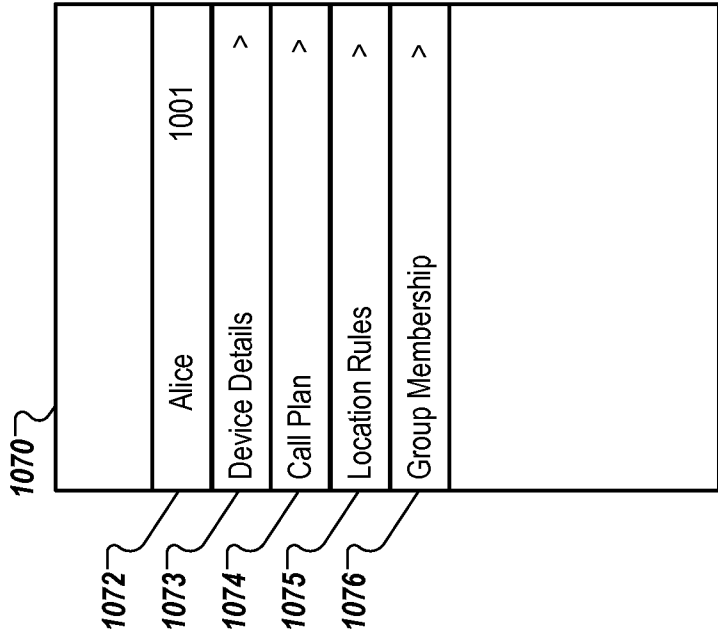 1070
1072 Alice 1001
1073 Device Details >
1074 Call Plan >
1075 Location Rules >
1076 Group Membership >